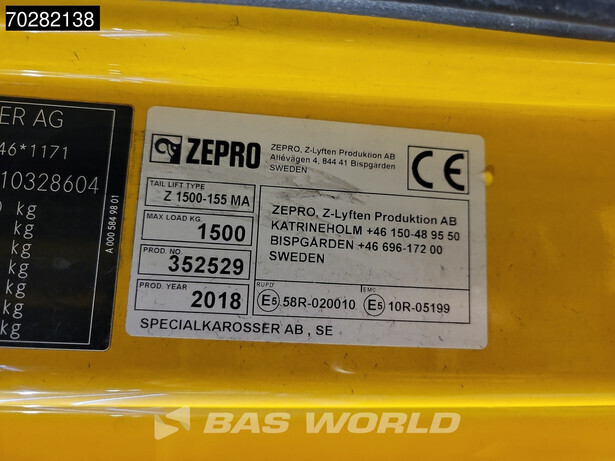 70282138
ER AG
46*1171
10328604
0 kg
kg
kg
kg
kg
A 000 584 98 01
ZEPRO
ZEPRO, Z-Lyften Produktion AB
Allévägen 4, 844 41 Bispgården
SWEDEN
CE
TAIL LIFT TYPE
Z 1500-155 MA
MAX LOAD KG
1500
PROD. NO
352529
PROD. YEAR
2018
ZEPRO, Z-Lyften Produktion AB
KATRINEHOLM +46 150-48 95 50
BISPGÅRDEN +46 696-172 00
SWEDEN
RUPD
E5 58R-020010
EMC
E5 10R-05199
SPECIALKAROSSER AB , SE
BAS WORLD